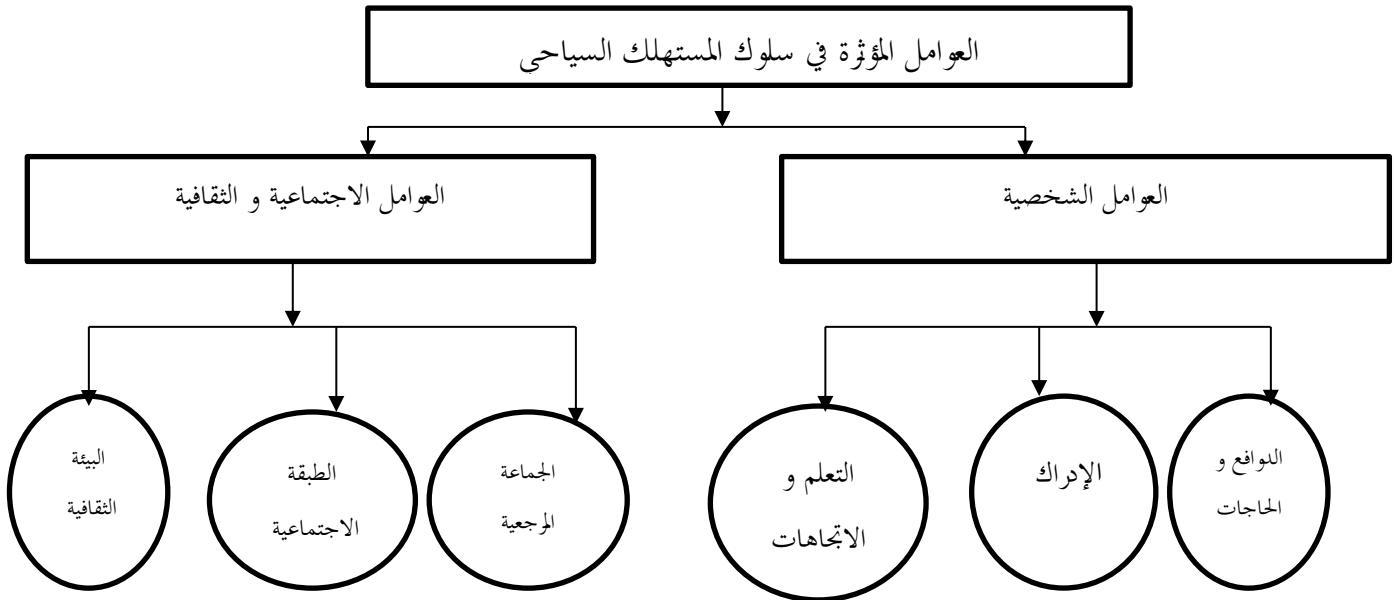 العوامل المؤثرة في سلوك المستهلك السياحى
العوامل الشخصية
العوامل الاجتماعية و الثقافية
الدوافع و
الحاجات
الإدراك
التعلم و
الاتجاهات
الجماعة
المرجعية
الطبقة
الاجتماعية
البيئة
الثقافية